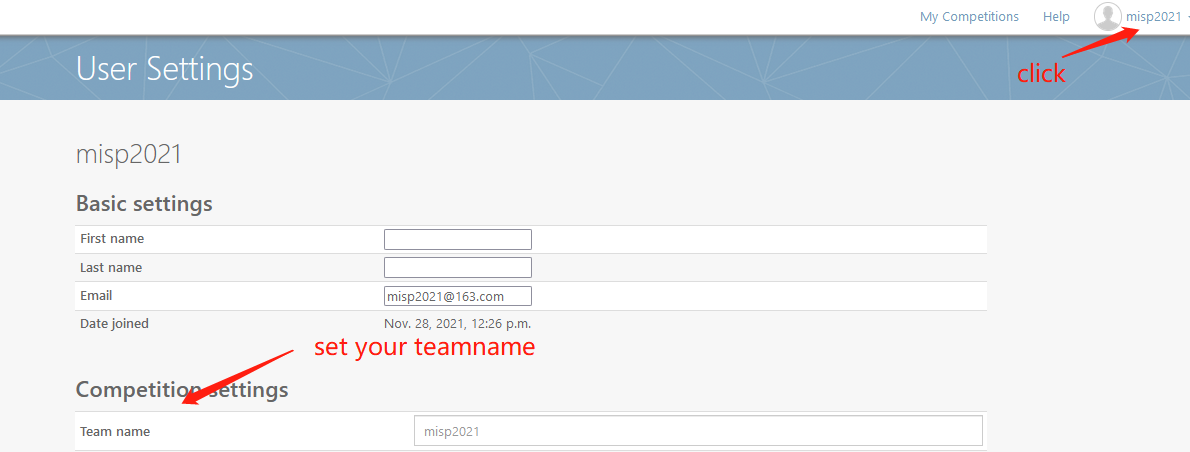 My Competitions Help misp2021
User Settings
click
misp2021
Basic settings
First name
Last name
Email misp2021@163.com
Date joined Nov. 28, 2021, 12:26 p.m.
set your teamname
Competition settings
Team name misp2021